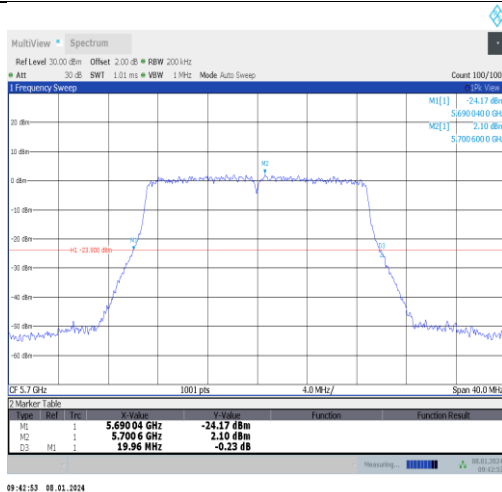 MultiView Spectrum
Ref Level 30.00 dBm Offset 2.00 dB RBW 200 kHz
Att 30 dB SWT 1.01 ms VBW 1 MHz Mode Auto Sweep Count 100/100
1 Frequency Sweep 1Pk View
M1[1] -24.17 dBm
5.690 040 0 GHz
M2[1] 2.10 dBm
5.700 600 0 GHz
20 dBm
10 dBm
M2
0 dBm
-10 dBm
-20 dBm
M1 D3
H1 -23.900 dBm
-30 dBm
-40 dBm
-50 dBm
-60 dBm
CF 5.7 GHz 1001 pts 4.0 MHz/ Span 40.0 MHz
2 Marker Table
Type Ref Trc X-Value Y-Value Function Function Result
M1 1 5.690 04 GHz -24.17 dBm
M2 1 5.700 6 GHz 2.10 dBm
D3 M1 1 19.96 MHz -0.23 dB
Measuring... 08.01.2024
09:42:53
09:42:53 08.01.2024